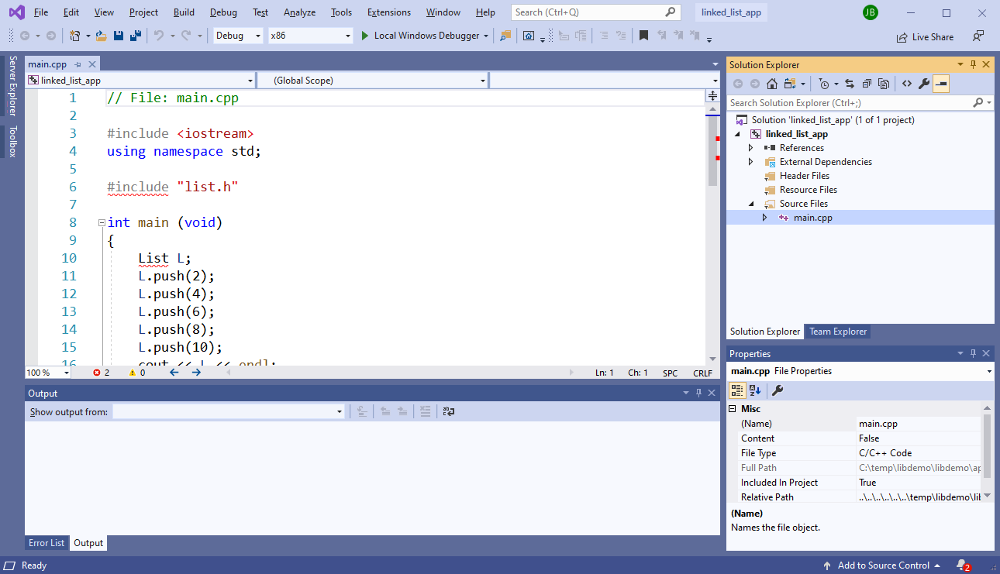 File Edit View Project Build Debug Test Analyze Tools Extensions Window Help Search (Ctrl+Q) linked_list_app JB
Debug x86 Local Windows Debugger Live Share
Server Explorer
Toolbox
main.cpp
linked_list_app (Global Scope)
1 // File: main.cpp
2
3 #include <iostream>
4 using namespace std;
5
6 #include "list.h"
7
8 int main (void)
9 {
10 List L;
11 L.push(2);
12 L.push(4);
13 L.push(6);
14 L.push(8);
15 L.push(10);
16 cout << L << endl;
100 % 2 0 Ln: 1 Ch: 1 SPC CRLF
Output
Show output from:
Error List Output
Solution Explorer
Search Solution Explorer (Ctrl+;)
Solution 'linked_list_app' (1 of 1 project)
linked_list_app
References
External Dependencies
Header Files
Resource Files
Source Files
main.cpp
Solution Explorer Team Explorer
Properties
main.cpp File Properties
Misc
(Name) main.cpp
Content False
File Type C/C++ Code
Full Path C:\temp\libdemo\libdemo\ap
Included In Project True
Relative Path ..\..\..\..\..\..\temp\libdemo\lib
(Name)
Names the file object.
Ready Add to Source Control 2